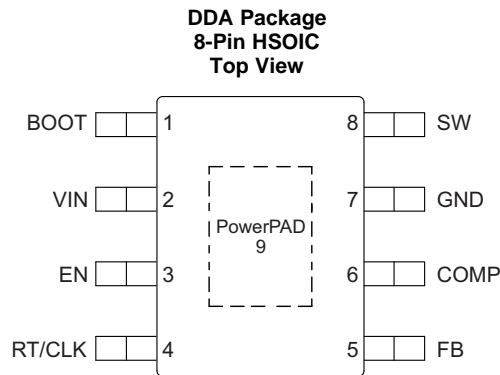 DDA Package
8-Pin HSOIC
Top View
BOOT 1 8 SW
VIN 2 7 GND
PowerPAD
9
EN 3 6 COMP
RT/CLK 4 5 FB